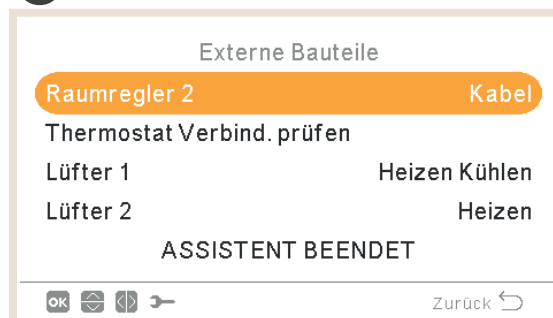 Externe Bauteile
Raumregler 2 Kabel
Thermostat Verbind. prüfen
Lüfter 1 Heizen Kühlen
Lüfter 2 Heizen
ASSISTENT BEENDET
OK Zurück